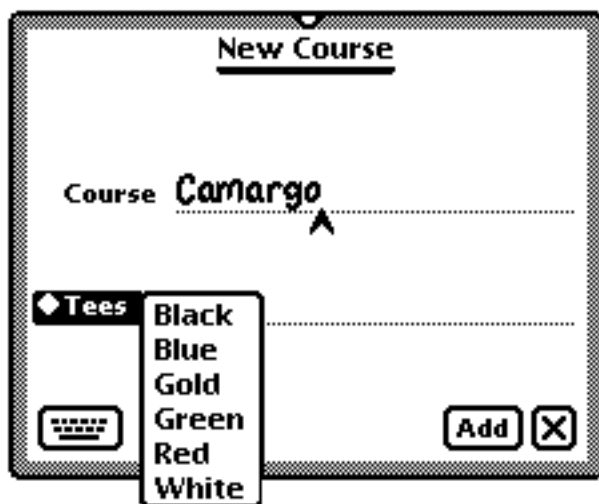 New Course
Course Camargo
Tees
Black
Blue
Gold
Green
Red
White
Add